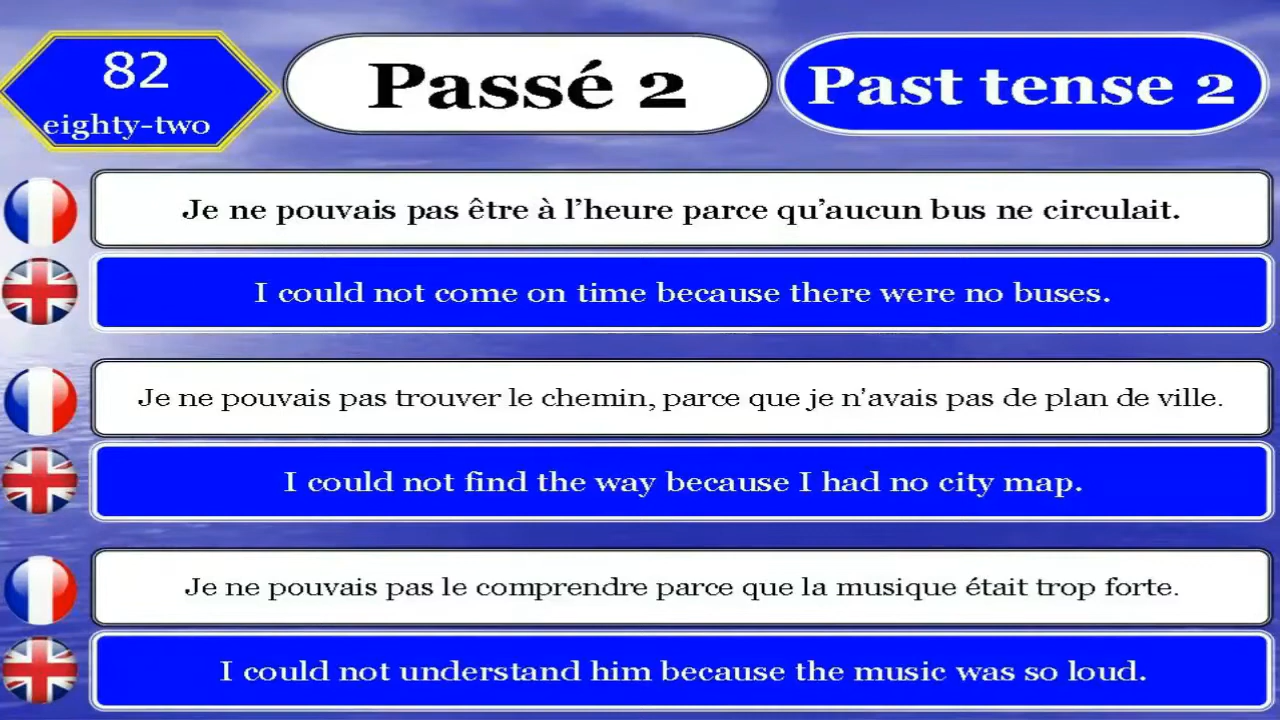 82
eighty-two
Passé 2
Past tense 2
Je ne pouvais pas être à l’heure parce qu’aucun bus ne circulait.
I could not come on time because there were no buses.
Je ne pouvais pas trouver le chemin, parce que je n'avais pas de plan de ville.
I could not find the way because I had no city map.
Je ne pouvais pas le comprendre parce que la musique était trop forte.
I could not understand him because the music was so loud.